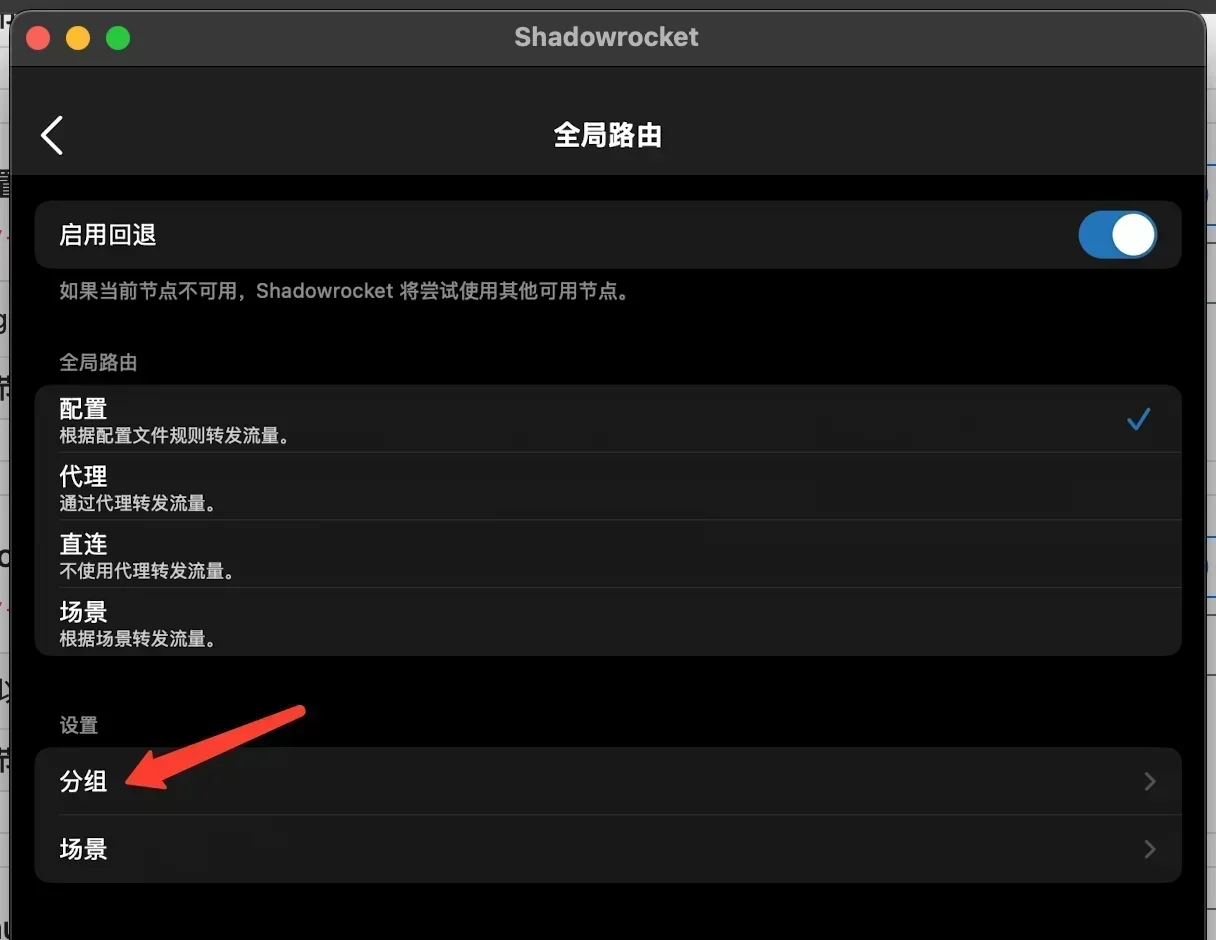 Shadowrocket
全局路由
启用回退
如果当前节点不可用，Shadowrocket 将尝试使用其他可用节点。
全局路由
配置
根据配置文件规则转发流量。
代理
通过代理转发流量。
直连
不使用代理转发流量。
场景
根据场景转发流量。
设置
分组
场景